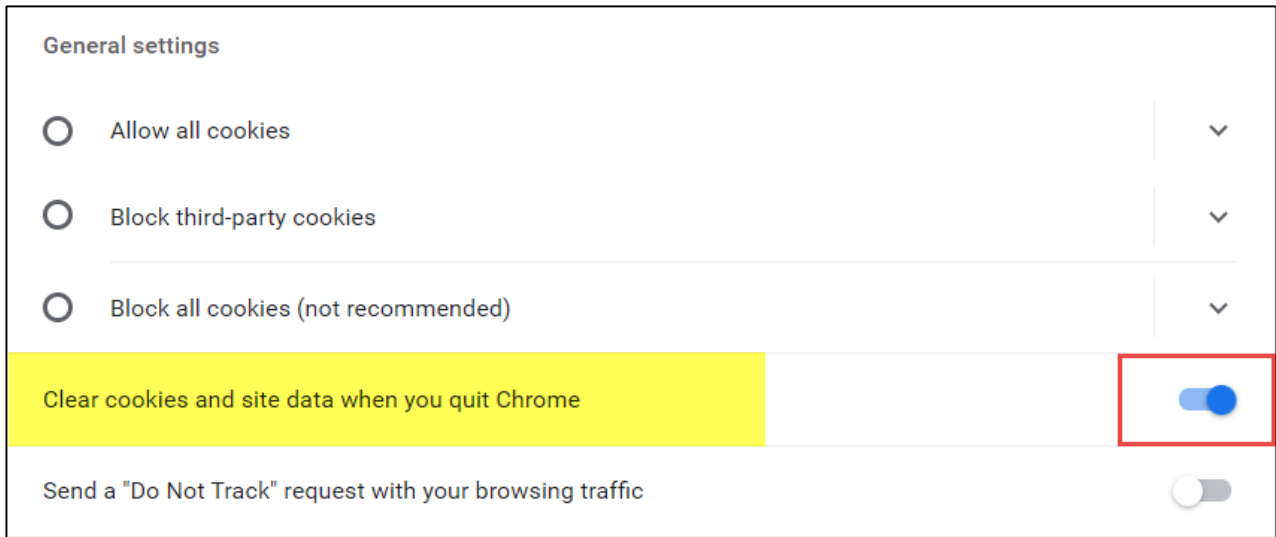 General settings
Allow all cookies
Block third-party cookies
Block all cookies (not recommended)
Clear cookies and site data when you quit Chrome
Send a "Do Not Track" request with your browsing traffic